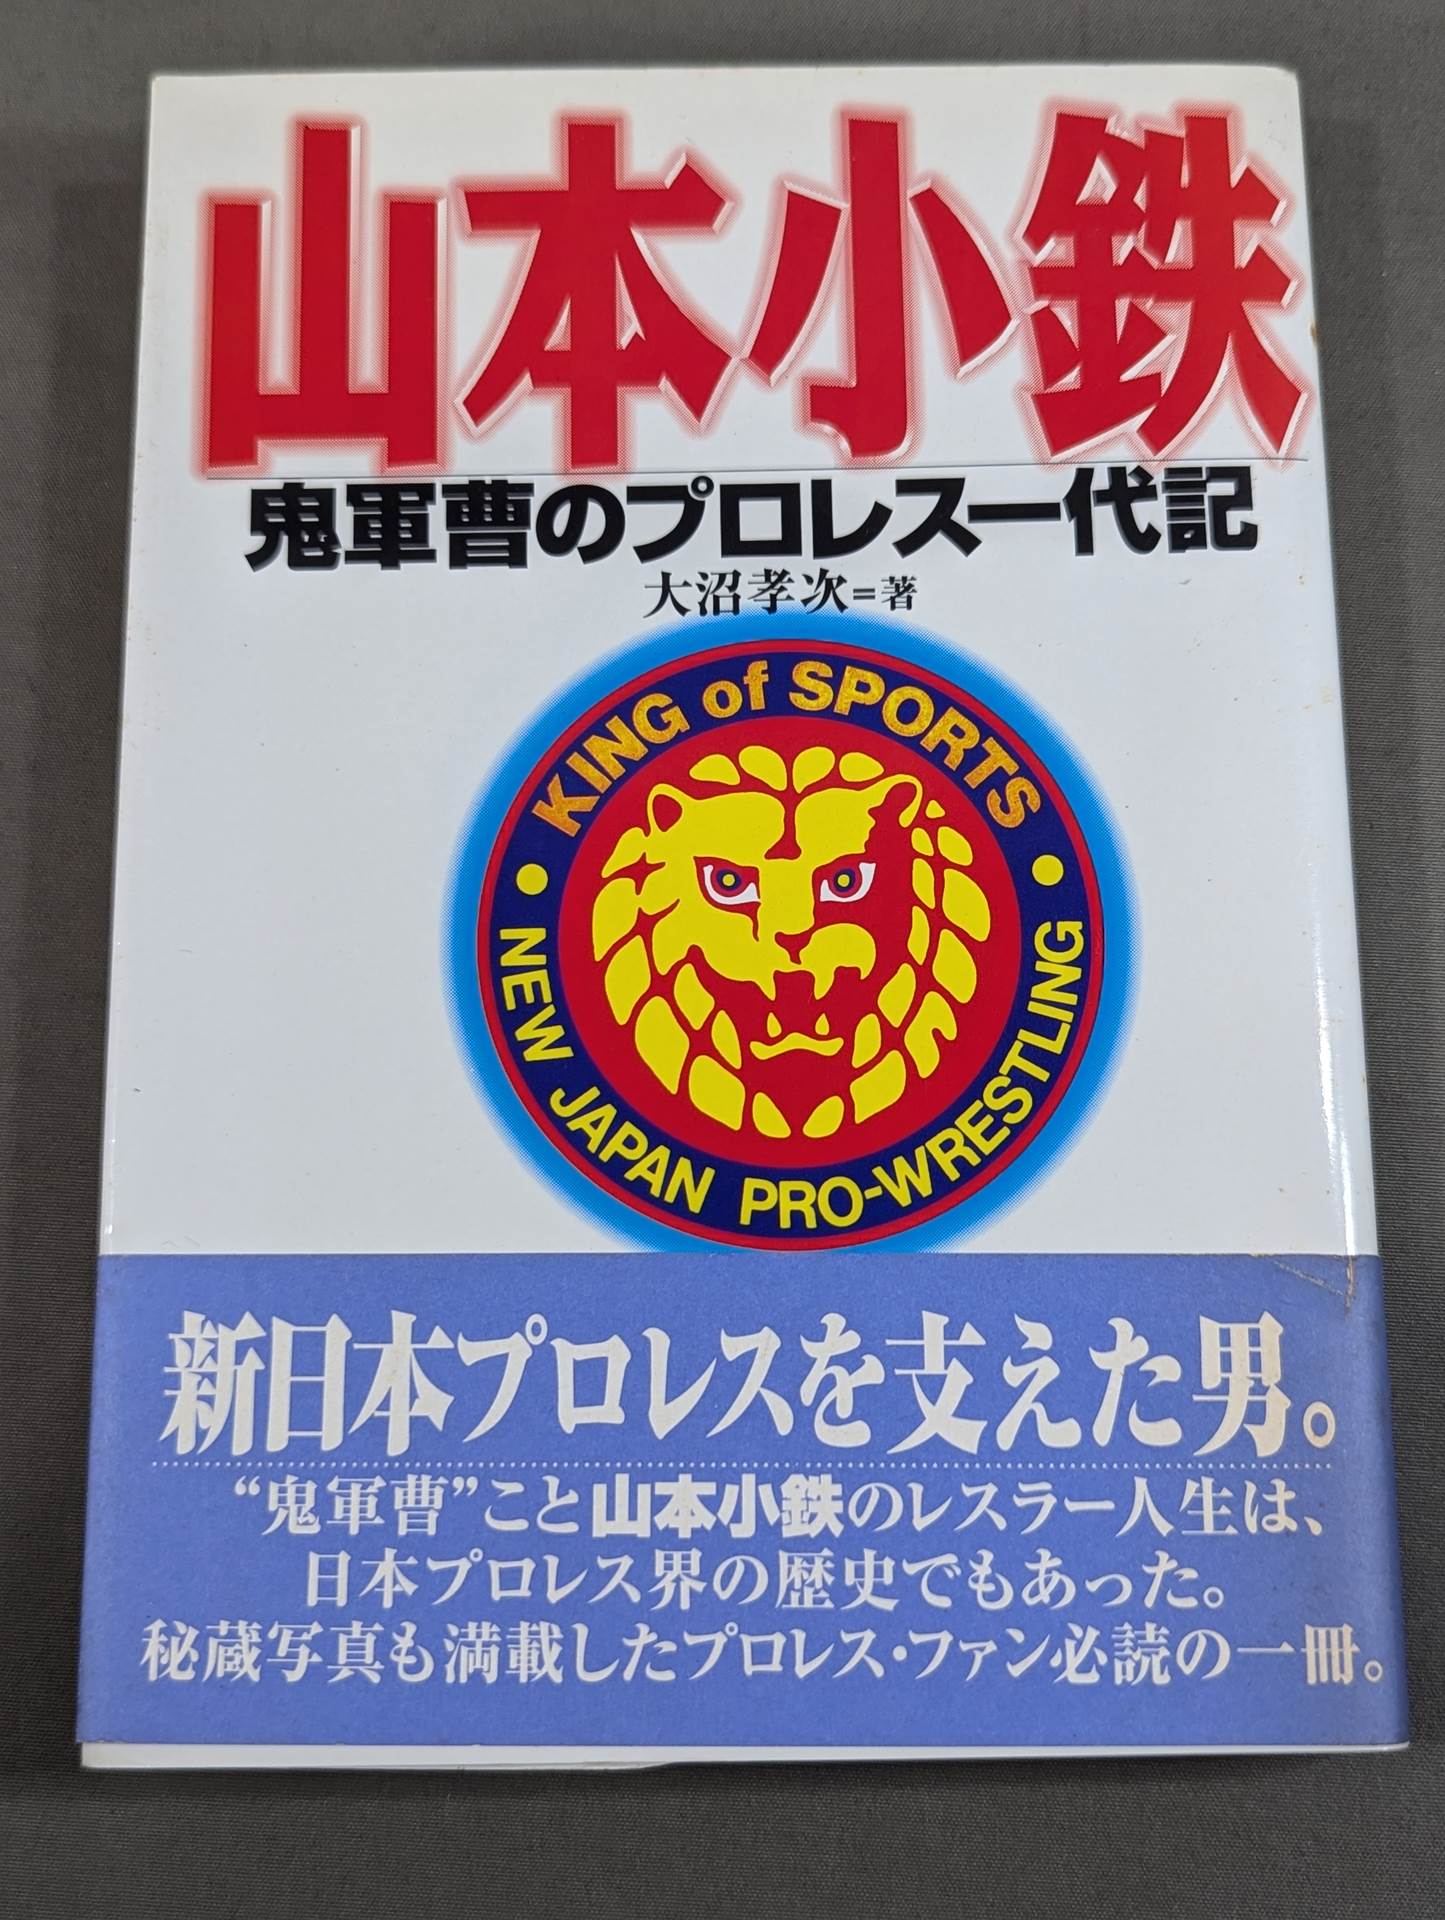 山本小鉄
鬼軍曹のプロレス一代記
大沼孝次=著
KING of SPORTS
NEW JAPAN PRO-WRESTLING
新日本プロレスを支えた男。
“鬼軍曹”こと山本小鉄のレスラー人生は、
日本プロレス界の歴史でもあった。
秘蔵写真も満載したプロレス・ファン必読の一冊。